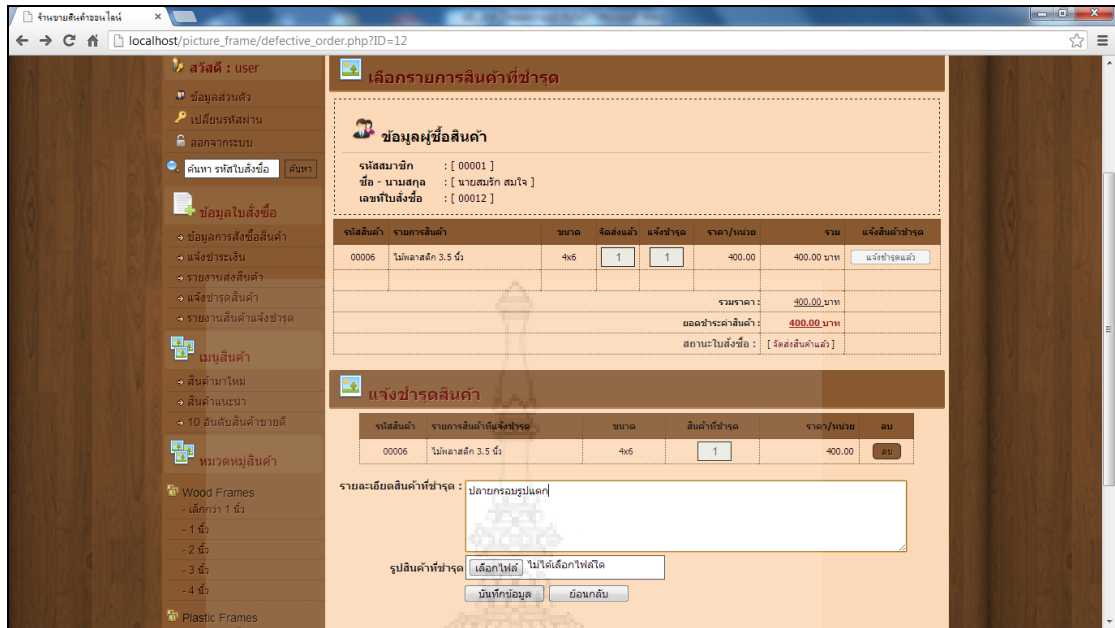 ร้านขายสินค้าออนไลน์
localhost/picture_frame/defective_order.php?ID=12
สวัสดี : user
ข้อมูลส่วนตัว
เปลี่ยนรหัสผ่าน
ออกจากระบบ
ค้นหา รหัสใบสั่งซื้อ ค้นหา
ข้อมูลใบสั่งซื้อ
ข้อมูลการสั่งซื้อสินค้า
แจ้งชำระเงิน
รายงานส่งสินค้า
แจ้งชำรุดสินค้า
รายงานสินค้าแจ้งชำรุด
เมนูสินค้า
สินค้ามาใหม่
สินค้าแนะนำ
10 อันดับสินค้าขายดี
หมวดหมู่สินค้า
Wood Frames
- เล็กกว่า 1 นิ้ว
- 1 นิ้ว
- 2 นิ้ว
- 3 นิ้ว
- 4 นิ้ว
Plastic Frames
เลือกรายการสินค้าที่ชำรุด
ข้อมูลผู้ซื้อสินค้า
รหัสสมาชิก : [ 00001 ]
ชื่อ - นามสกุล : [ นายสมรัก สมใจ ]
เลขที่ใบสั่งซื้อ : [ 00012 ]
รหัสสินค้า รายการสินค้า ขนาด จัดส่งแล้ว แจ้งชำรุด ราคา/หน่วย รวม แจ้งสินค้าชำรุด
00006 ไม้พลาสติก 3.5 นิ้ว 4x6 1 1 400.00 400.00 บาท แจ้งชำรุดแล้ว
รวมราคา : 400.00 บาท
ยอดชำระค่าสินค้า : 400.00 บาท
สถานะใบสั่งซื้อ : [ จัดส่งสินค้าแล้ว ]
แจ้งชำรุดสินค้า
รหัสสินค้า รายการสินค้าที่แจ้งชำรุด ขนาด สินค้าที่ชำรุด ราคา/หน่วย ลบ
00006 ไม้พลาสติก 3.5 นิ้ว 4x6 1 400.00 ลบ
รายละเอียดสินค้าที่ชำรุด : ปลายกรอบรูปแตก
รูปสินค้าที่ชำรุด เลือกไฟล์ ไม่ได้เลือกไฟล์ใด
บันทึกข้อมูล ย้อนกลับ